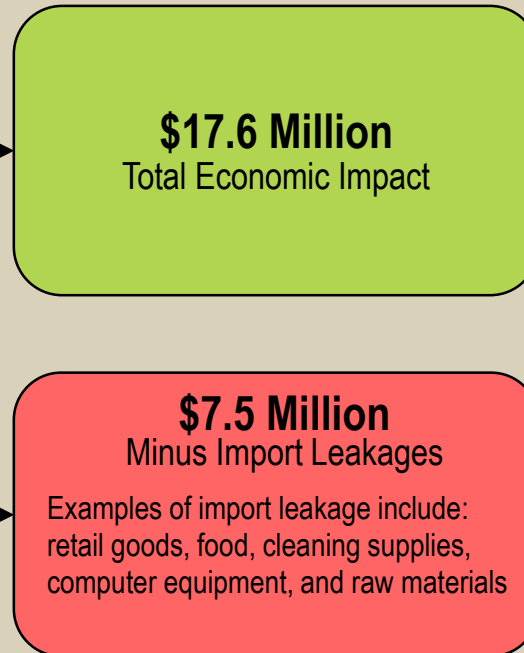 $17.6 Million
Total Economic Impact
$7.5 Million
Minus Import Leakages
Examples of import leakage include:
retail goods, food, cleaning supplies,
computer equipment, and raw materials